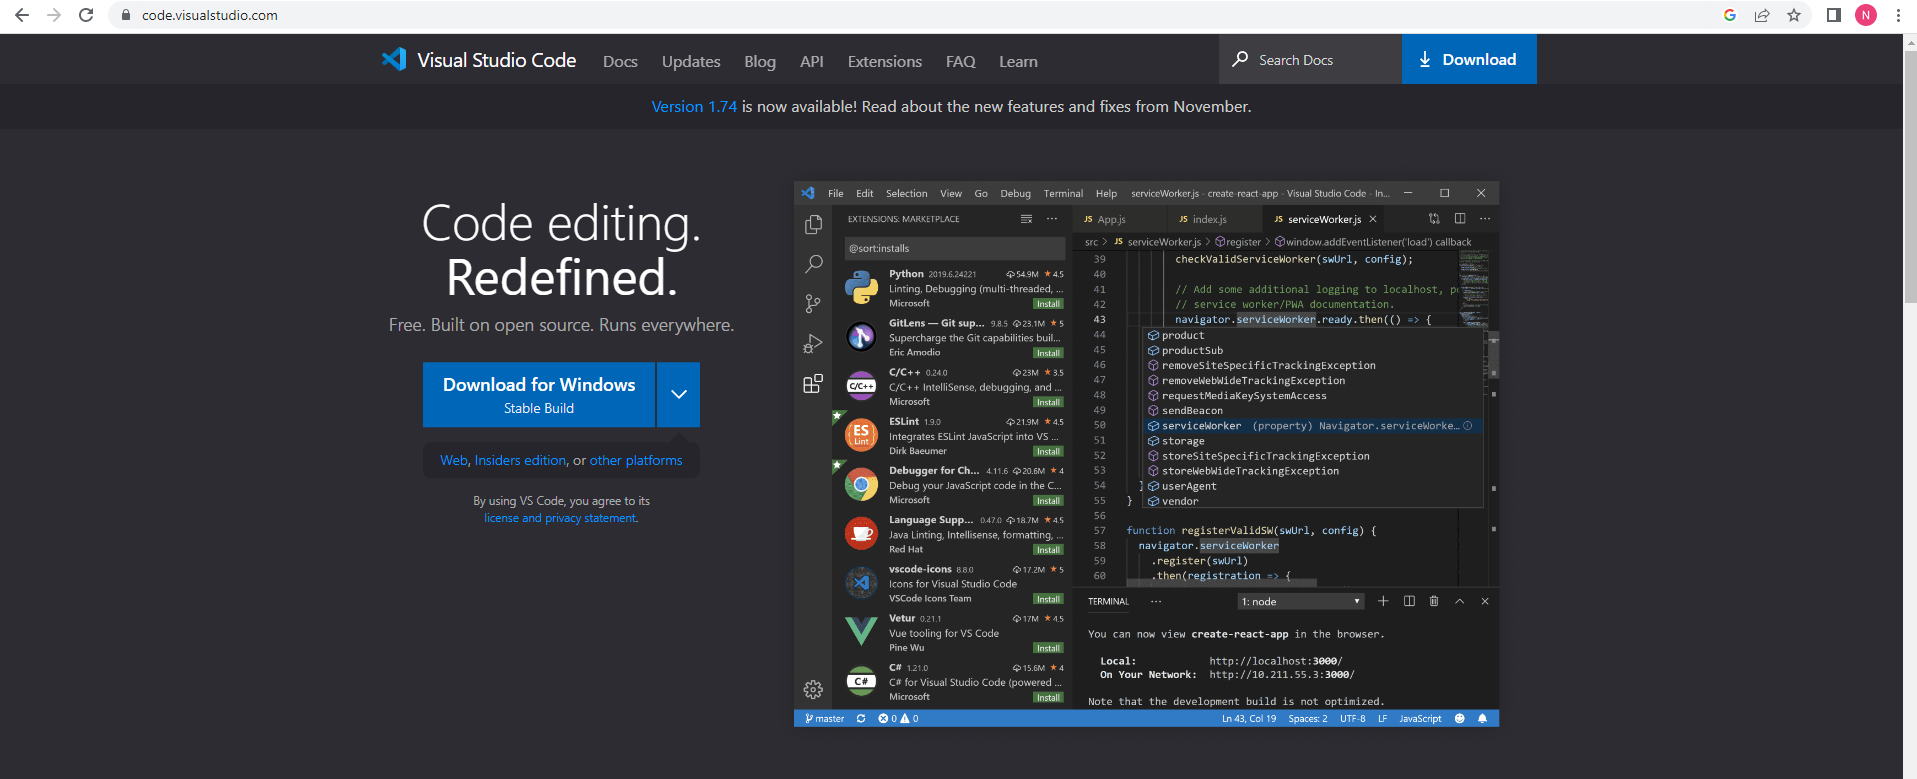 code.visualstudio.com
N
Visual Studio Code Docs Updates Blog API Extensions FAQ Learn Search Docs Download
Version 1.74 is now available! Read about the new features and fixes from November.
Code editing.
Redefined.
Free. Built on open source. Runs everywhere.
Download for Windows
Stable Build
Web, Insiders edition, or other platforms
By using VS Code, you agree to its
license and privacy statement.
File Edit Selection View Go Debug Terminal Help serviceWorker.js - create-react-app - Visual Studio Code - In...
EXTENSIONS: MARKETPLACE
@sort:installs
Python 2019.6.24221 54.9M 4.5
Linting, Debugging (multi-threaded, ...
Microsoft Install
GitLens — Git sup... 9.8.5 23.1M 5
Supercharge the Git capabilities buil...
Eric Amodio Install
C/C++
C/C++ 0.24.0 23M 3.5
C/C++ IntelliSense, debugging, and ...
Microsoft Install
ES
Lint
ESLint 1.9.0 21.9M 4.5
Integrates ESLint JavaScript into VS ...
Dirk Baeumer Install
Debugger for Ch... 4.11.6 20.6M 4
Debug your JavaScript code in the C...
Microsoft Install
Language Supp... 0.47.0 18.7M 4.5
Java Linting, Intellisense, formatting, ...
Red Hat Install
vscode-icons 8.8.0 17.2M 5
Icons for Visual Studio Code
VSCode Icons Team Install
Vetur 0.21.1 17M 4.5
Vue tooling for VS Code
Pine Wu Install
C#
C# 1.21.0 15.6M 4
C# for Visual Studio Code (powered ...
Microsoft Install
JS App.js JS index.js JS serviceWorker.js
src > JS serviceWorker.js > register > window.addEventListener('load') callback
39 checkValidServiceWorker(swUrl, config);
40
41 // Add some additional logging to localhost, p
42 // service worker/PWA documentation.
43 navigator.serviceWorker.ready.then(() => {
44 product
45 productSub
46 removeSiteSpecificTrackingException
47 removeWebWideTrackingException
48 requestMediaKeySystemAccess
49 sendBeacon
50 serviceWorker (property) Navigator.serviceWorke...
51 storage
52 storeSiteSpecificTrackingException
53 storeWebWideTrackingException
54 } userAgent
55 } vendor
56
57 function registerValidSW(swUrl, config) {
58 navigator.serviceWorker
59 .register(swUrl)
60 .then(registration => {
TERMINAL ... 1: node
You can now view create-react-app in the browser.
Local: http://localhost:3000/
On Your Network: http://10.211.55.3:3000/
Note that the development build is not optimized.
master 0 0 Ln 43, Col 19 Spaces: 2 UTF-8 LF JavaScript